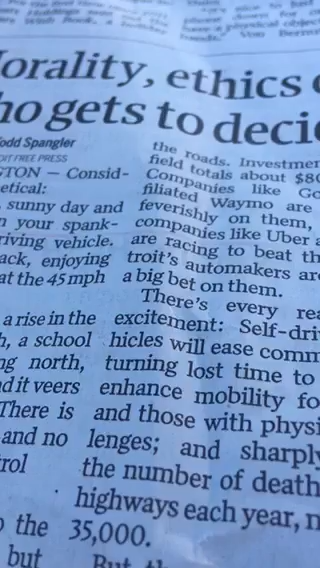 orality, ethics
ho gets to deci
odd Spangler
OIT FREE PRESS
GTON — Consid-
etical:
sunny day and
n your spank-
riving vehicle.
ack, enjoying
at the 45 mph
a rise in the
h, a school
ng north,
nd it veers
There is
and no
rol
the
but
the roads. Investmen
field totals about $80
Companies like Go
filiated Waymo are
feverishly on them,
companies like Uber a
are racing to beat th
troit's automakers ar
a big bet on them.
There's every rea
excitement: Self-dri
hicles will ease comm
turning lost time to
enhance mobility fo
and those with physi
lenges; and sharply
the number of death
highways each year, n
35,000.
But th